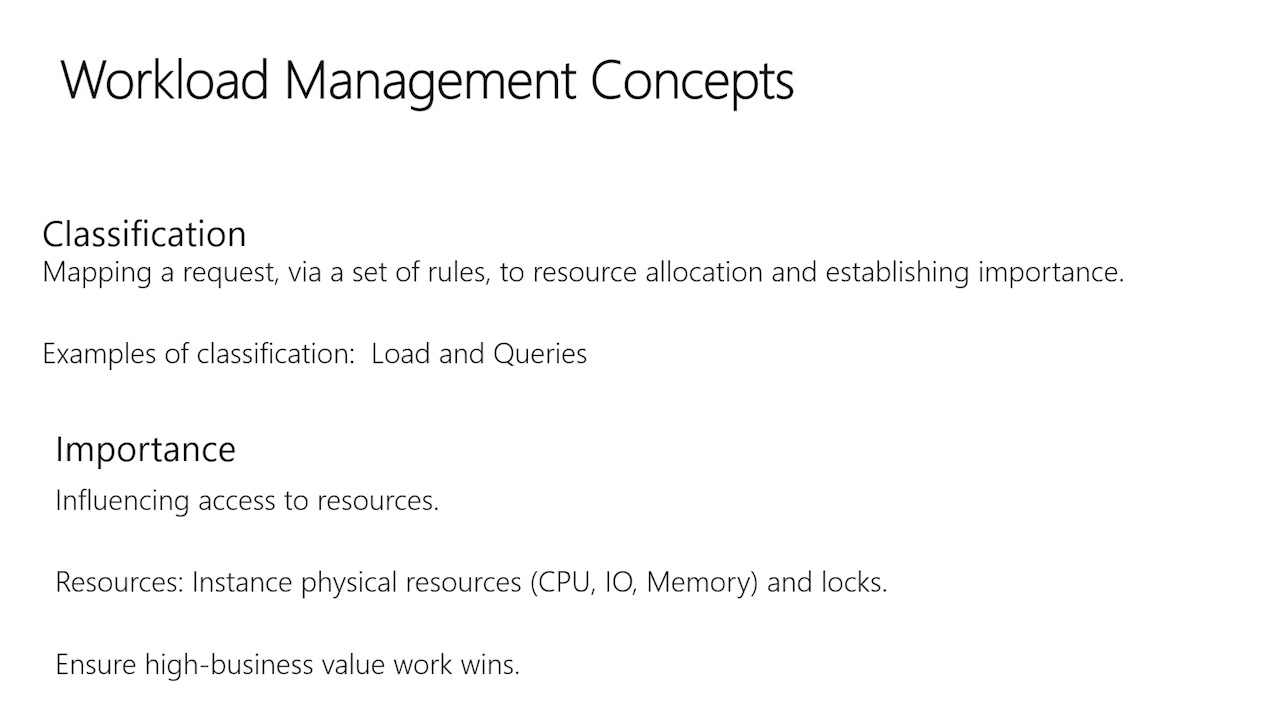 Workload Management Concepts
Classification
Mapping a request, via a set of rules, to resource allocation and establishing importance.
Examples of classification:  Load and Queries
Importance
Influencing access to resources.
Resources: Instance physical resources (CPU, IO, Memory) and locks.
Ensure high-business value work wins.